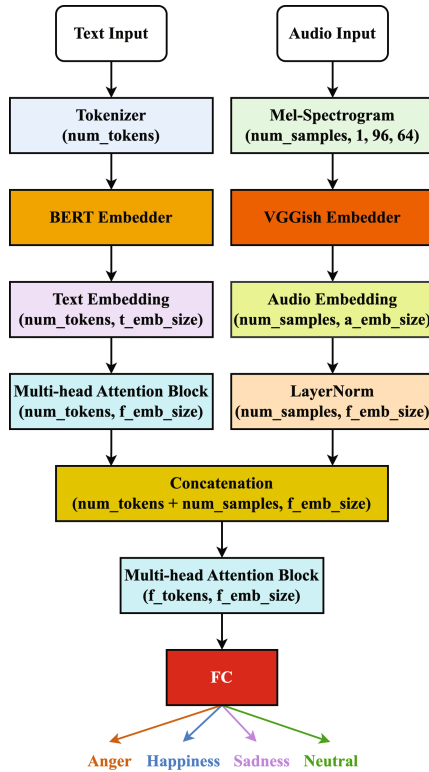 Text Input
Audio Input
Tokenizer
(num_tokens)
Mel-Spectrogram
(num_samples, 1, 96, 64)
BERT Embedder
VGGish Embedder
Text Embedding
(num_tokens, t_emb_size)
Audio Embedding
(num_samples, a_emb_size)
Multi-head Attention Block
(num_tokens, f_emb_size)
LayerNorm
(num_samples, f_emb_size)
Concatenation
(num_tokens + num_samples, f_emb_size)
Multi-head Attention Block
(f_tokens, f_emb_size)
FC
Anger Happiness Sadness Neutral